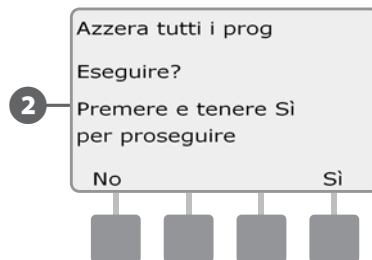 Azzera tutti i prog
Eseguire?
2
Premere e tenere Sì
per proseguire
No Sì